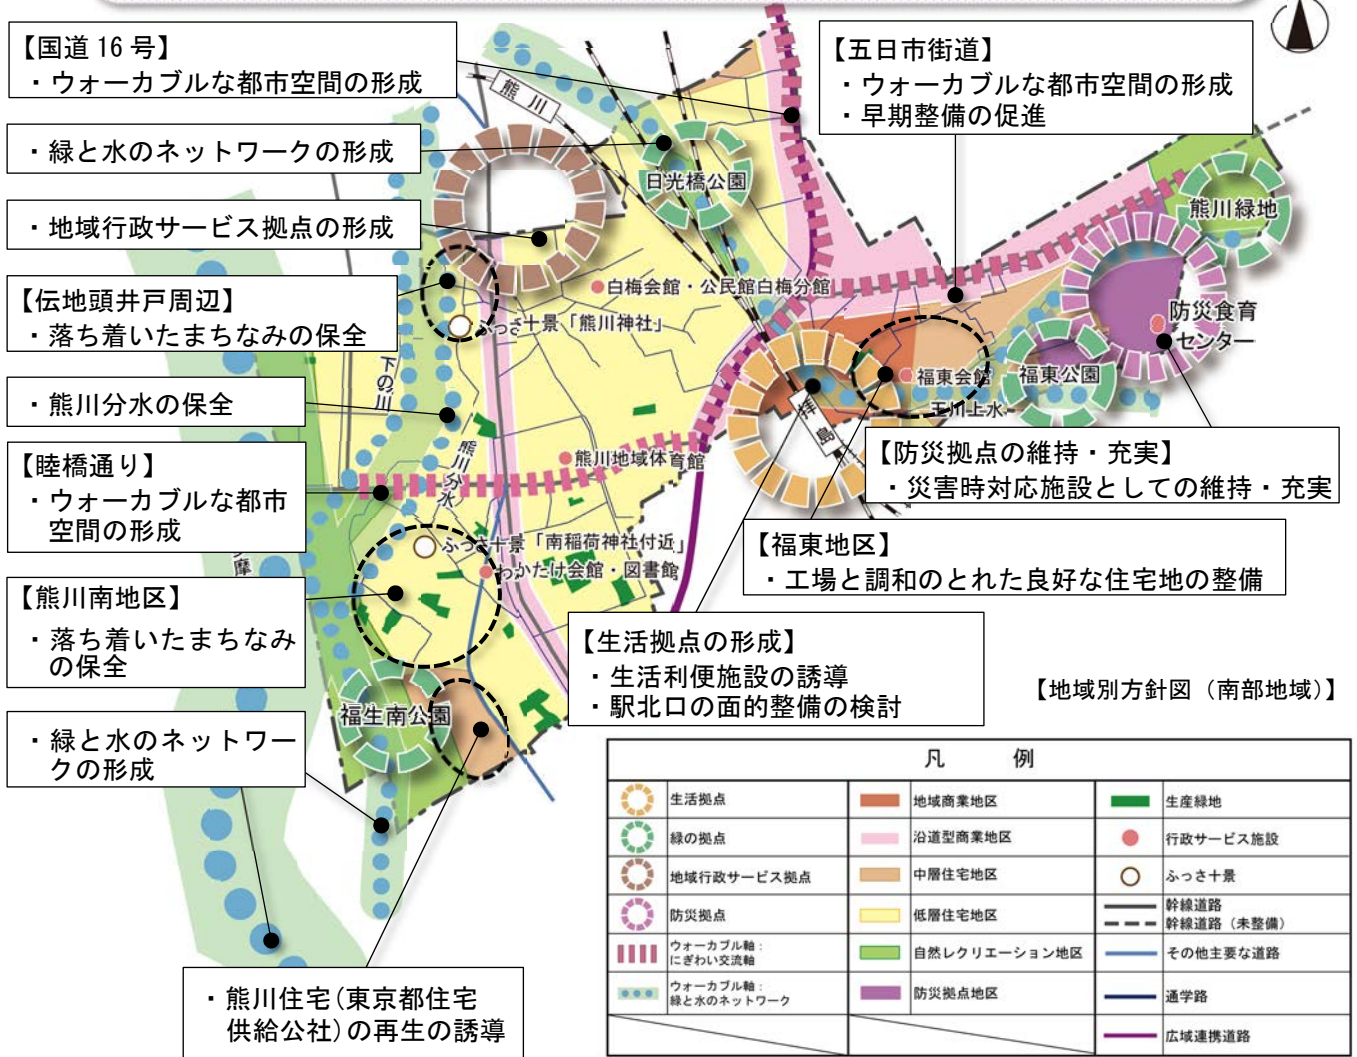 【国道 16 号】
・ウォーカブルな都市空間の形成
【五日市街道】
・ウォーカブルな都市空間の形成
・早期整備の促進
熊川
・緑と水のネットワークの形成
日光橋公園
熊川緑地
・地域行政サービス拠点の形成
白梅会館・公民館白梅分館
【伝地頭井戸周辺】
・落ち着いたまちなみの保全
ふっさ十景「熊川神社」
防災食育
センター
下の川
福東会館
福東公園
・熊川分水の保全
拝島
玉川上水
熊川分水
熊川地域体育館
【防災拠点の維持・充実】
・災害時対応施設としての維持・充実
【睦橋通り】
・ウォーカブルな都市
空間の形成
【福東地区】
・工場と調和のとれた良好な住宅地の整備
ふっさ十景「南稲荷神社付近」
わかたけ会館・図書館
摩
【熊川南地区】
・落ち着いたまちなみ
の保全
【生活拠点の形成】
・生活利便施設の誘導
・駅北口の面的整備の検討
【地域別方針図（南部地域）】
福生南公園
・緑と水のネットワー
クの形成
・熊川住宅（東京都住宅
供給公社）の再生の誘導
凡 例
生活拠点
地域商業地区
生産緑地
緑の拠点
沿道型商業地区
行政サービス施設
地域行政サービス拠点
中層住宅地区
ふっさ十景
防災拠点
低層住宅地区
幹線道路
幹線道路（未整備）
ウォーカブル軸：
にぎわい交流軸
自然レクリエーション地区
その他主要な道路
ウォーカブル軸：
緑と水のネットワーク
防災拠点地区
通学路
広域連携道路